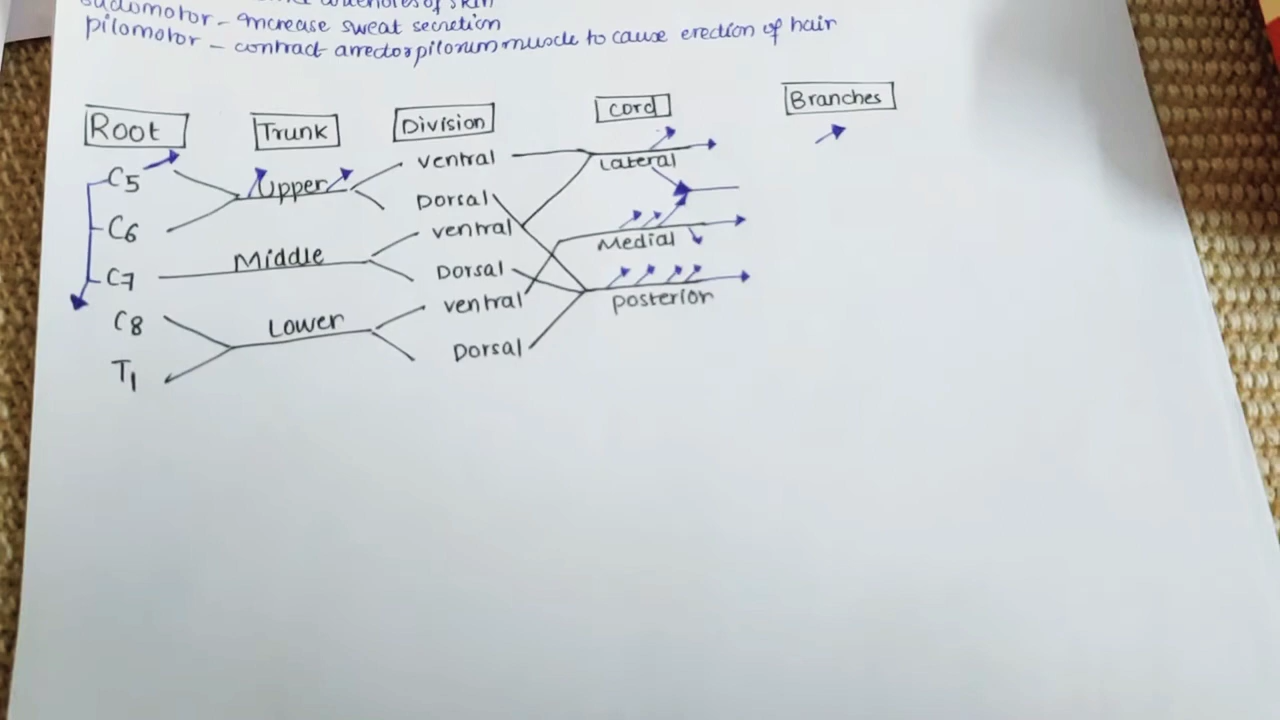 sudomotor - increase sweat secretion
pilomotor - contract arrector pilorum muscle to cause erection of hair
Root Trunk Division cord Branches
C5 Upper ventral Lateral
Dorsal
C6 ventral Medial
C7 Middle Dorsal posterior
C8 Lower ventral
T1 Dorsal